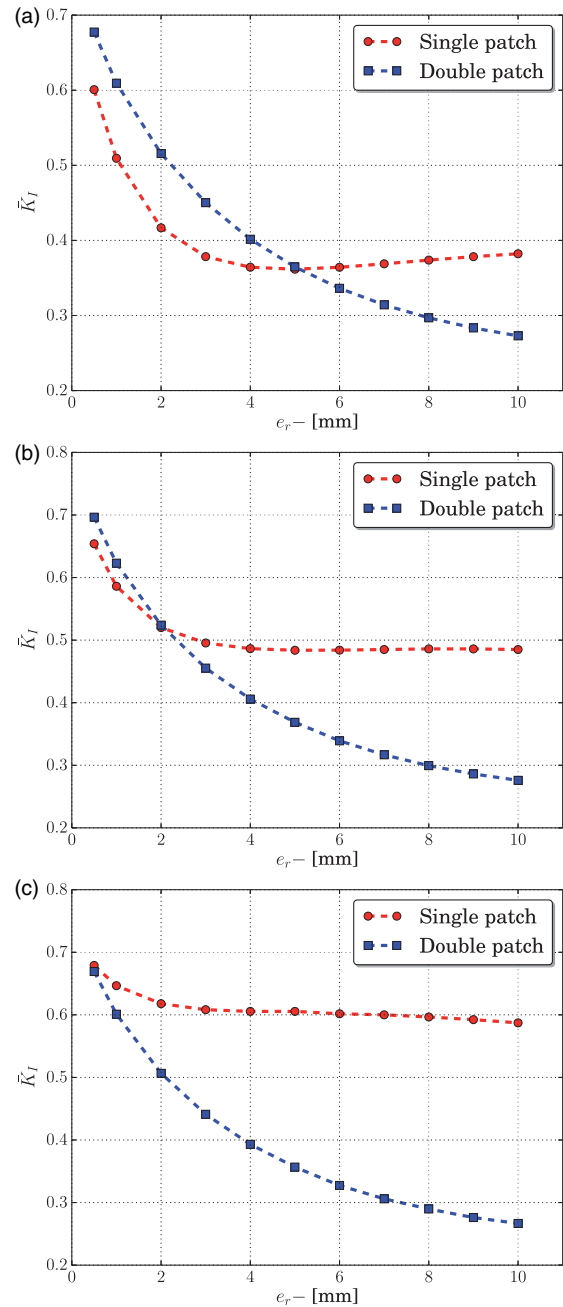 (a)
0.7
0.6
0.5
0.4
0.3
0.2
K̄_I
Single patch
Double patch
0 2 4 6 8 10
e_r− [mm]
(b)
0.8
0.7
0.6
0.5
0.4
0.3
0.2
K̄_I
Single patch
Double patch
0 2 4 6 8 10
e_r− [mm]
(c)
0.8
0.7
0.6
0.5
0.4
0.3
0.2
K̄_I
Single patch
Double patch
0 2 4 6 8 10
e_r− [mm]